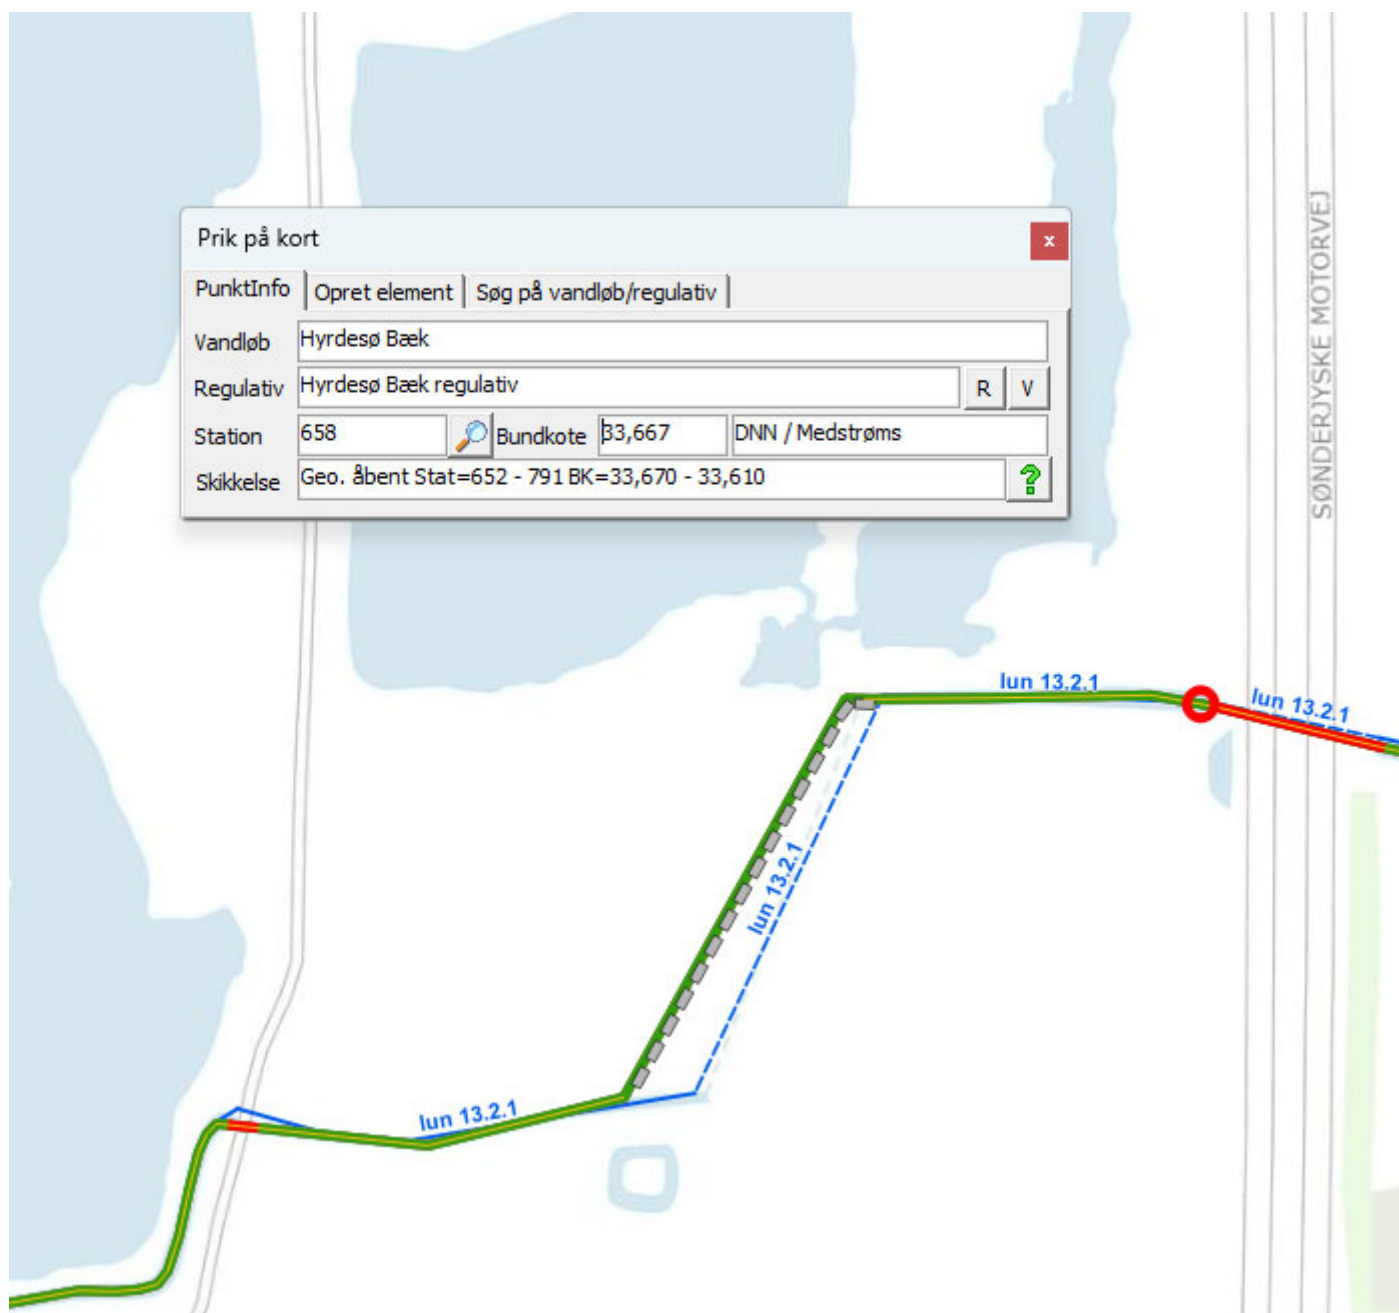 Prik på kort
x
PunktInfo Opret element Søg på vandløb/regulativ
Vandløb Hyrdesø Bæk
Regulativ Hyrdesø Bæk regulativ R V
Station 658 Bundkote 33,667 DNN / Medstrøms
Skikkelse Geo. åbent Stat=652 - 791 BK=33,670 - 33,610 ?
SØNDERJYSKE MOTORVEJ
lun 13.2.1
lun 13.2.1
lun 13.2.1
lun 13.2.1